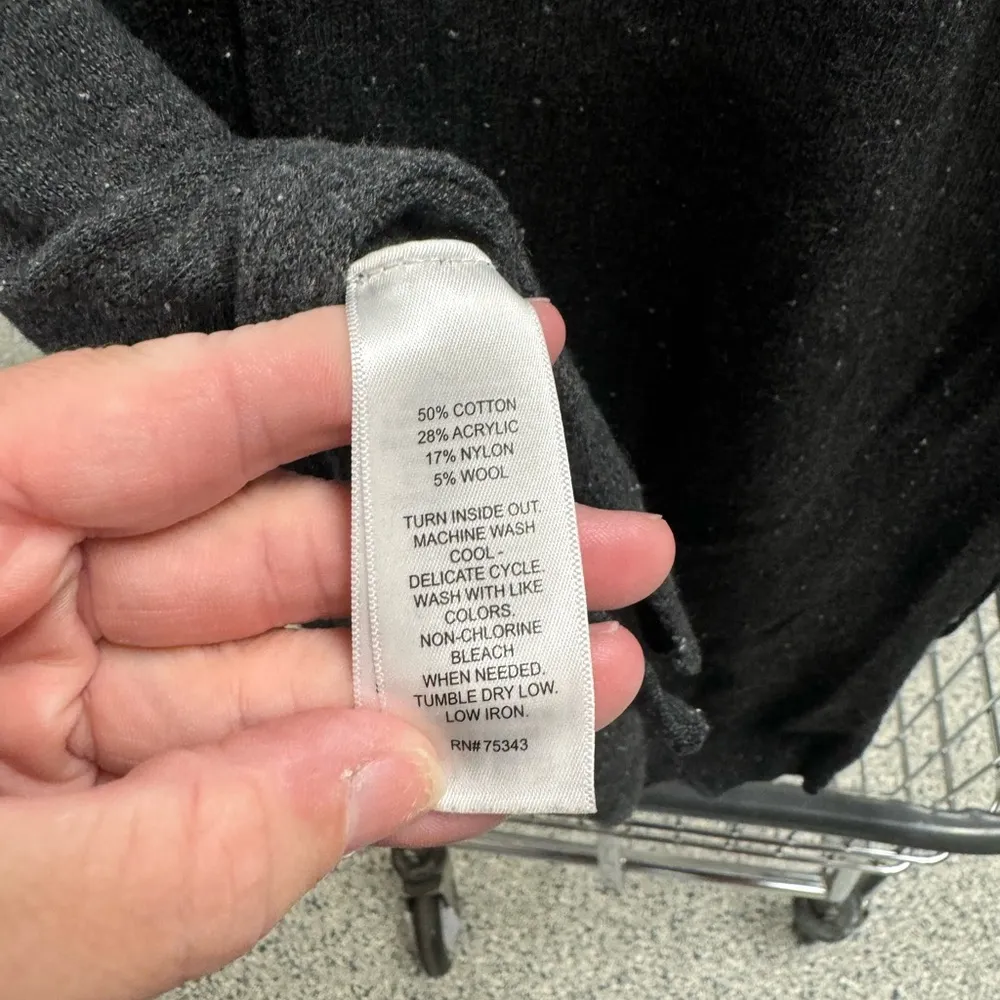 50% COTTON
28% ACRYLIC
17% NYLON
5% WOOL
TURN INSIDE OUT.
MACHINE WASH
COOL -
DELICATE CYCLE.
WASH WITH LIKE
COLORS.
NON-CHLORINE
BLEACH
WHEN NEEDED.
TUMBLE DRY LOW.
LOW IRON.
RN# 75343